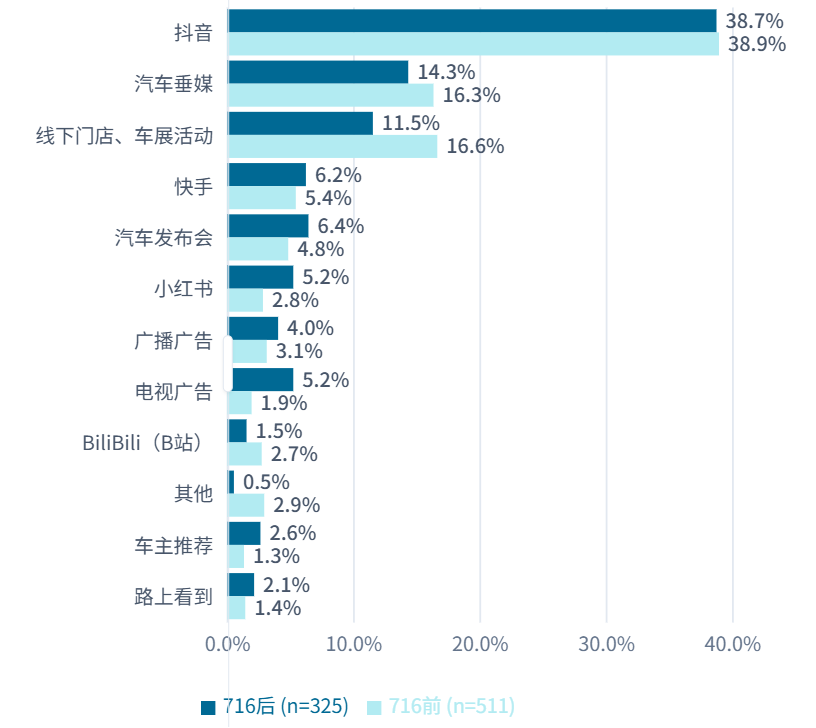 抖音
38.7%
38.9%
汽车垂媒
14.3%
16.3%
线下门店、车展活动
11.5%
16.6%
快手
6.2%
5.4%
汽车发布会
6.4%
4.8%
小红书
5.2%
2.8%
广播广告
4.0%
3.1%
电视广告
5.2%
1.9%
BiliBili（B站）
1.5%
2.7%
其他
0.5%
2.9%
车主推荐
2.6%
1.3%
路上看到
2.1%
1.4%
0.0% 10.0% 20.0% 30.0% 40.0%
716后 (n=325) 716前 (n=511)